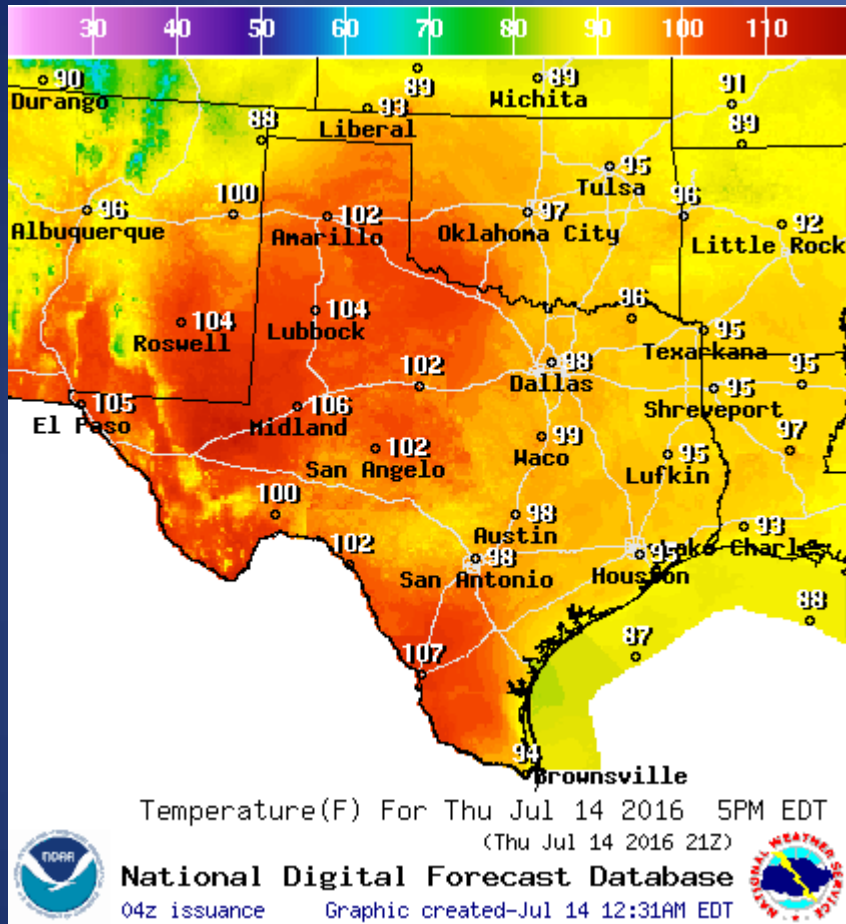 30 40 50 60 70 80 90 100 110
90
Durango
89
89
Wichita
91
93
Liberal
88
89
95
Tulsa
96
Albuquerque
100
102
Amarillo
97
Oklahoma City
96
92
Little Rock
104
Roswell
104
Lubbock
96
95
Texarkana
98
Dallas
102
95
Shreveport
95
105
El Paso
106
Midland
102
San Angelo
99
Waco
95
Lufkin
97
100
98
Austin
93
Lake Charles
102
98
San Antonio
95
Houston
88
87
107
94
Brownsville
Temperature(F) For Thu Jul 14 2016 5PM EDT
(Thu Jul 14 2016 21Z)
National Digital Forecast Database
04z issuance Graphic created-Jul 14 12:31AM EDT
NOAA
NATIONAL WEATHER SERVICE